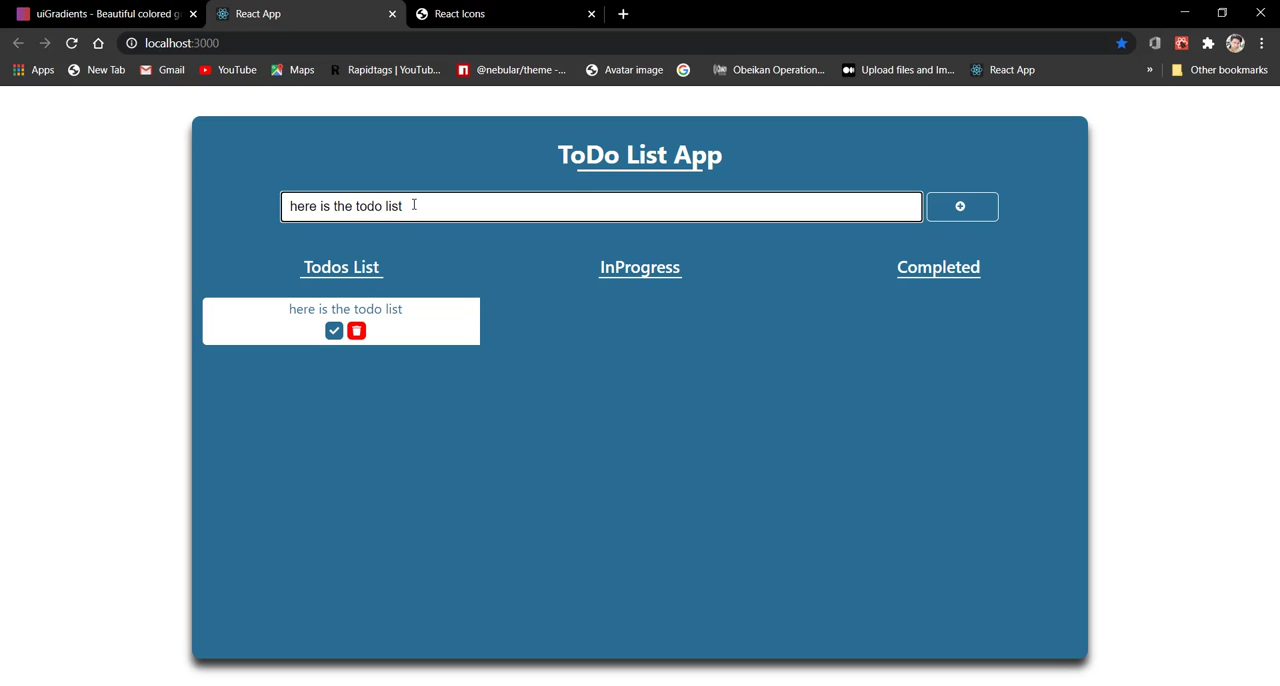 uiGradients - Beautiful colored g
React App
React Icons
localhost:3000
Apps
New Tab
Gmail
YouTube
Maps
Rapidtags | YouTub...
@nebular/theme -...
Avatar image
Obeikan Operation...
Upload files and Im...
React App
»
Other bookmarks
ToDo List App
here is the todo list
Todos List
InProgress
Completed
here is the todo list